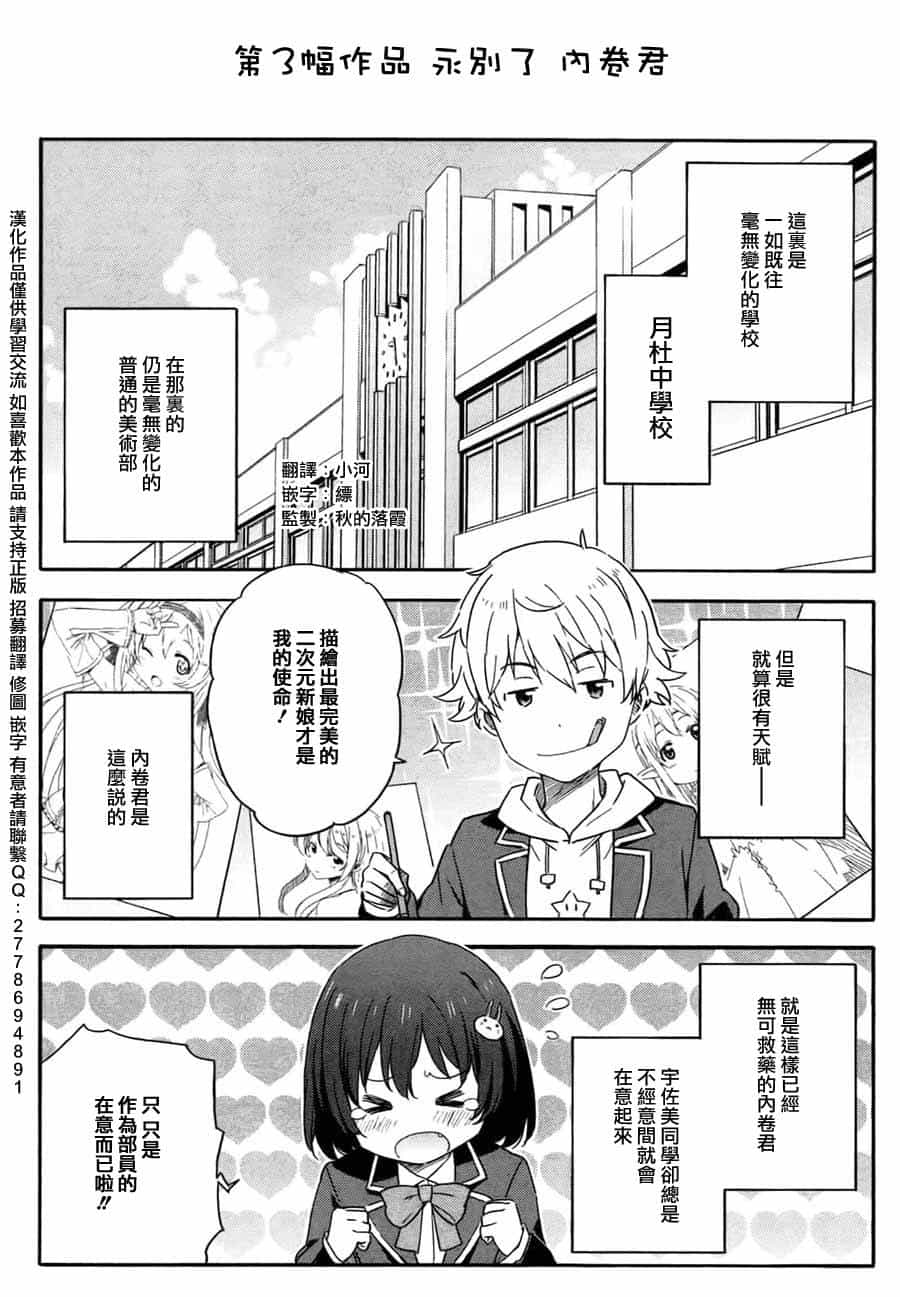 第3幅作品 永別了 內卷君
這裏是
一如既往
毫無變化的學校
月杜中學校
在那裏的
仍是毫無變化的
普通的美術部
翻譯：小河
嵌字：縹
監製：秋的落霞
但是
就算很有天賦——
描繪出最完美的
二次元新娘才是
我的使命！
內卷君是
這麼說的
就是這樣已經
無可救藥的內卷君
宇佐美同學卻總是
不經意間就會
在意起來
只 只是
作為部員的
在意而已啦!!
漢化作品僅供學習交流 如喜歡本作品 請支持正版 招募翻譯 修圖 嵌字 有意者請聯繫QQ：2778694891